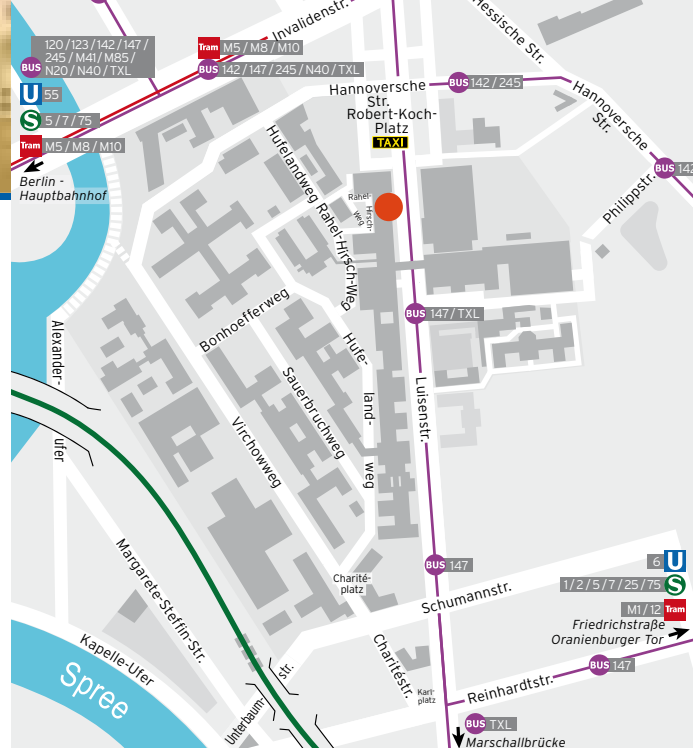 120 / 123 / 142 / 147 /
245 / M41 / M85 /
BUS N20 / N40 / TXL
U 55
S 5 / 7 / 75
Tram M5 / M8 / M10
Berlin -
Hauptbahnhof
Tram M5 / M8 / M10
BUS 142 / 147 / 245 / N40 / TXL
Invalidenstr.
Hessische Str.
BUS 142 / 245
Hannoversche
Str.
Robert-Koch-
Platz
TAXI
Hannoversche
Str.
BUS 142
Philippstr.
Hufelandweg
Rahel-Hirsch-Weg
Rahel-
Hirsch-
Weg
BUS 147 / TXL
Bonhoefferweg
Hufe-
land-
weg
Sauerbruchweg
Virchowweg
Luisenstr.
Alexander-
ufer
BUS 147
Charité-
platz
Schumannstr.
6 U
1 / 2 / 5 / 7 / 25 / 75 S
M1 / 12 Tram
Friedrichstraße
Oranienburger Tor
Margarete-Steffin-Str.
Kapelle-Ufer
Spree
Charitéstr.
Unterbaum-
str.
Karl-
platz
Reinhardtstr.
BUS 147
BUS TXL
Marschallbrücke